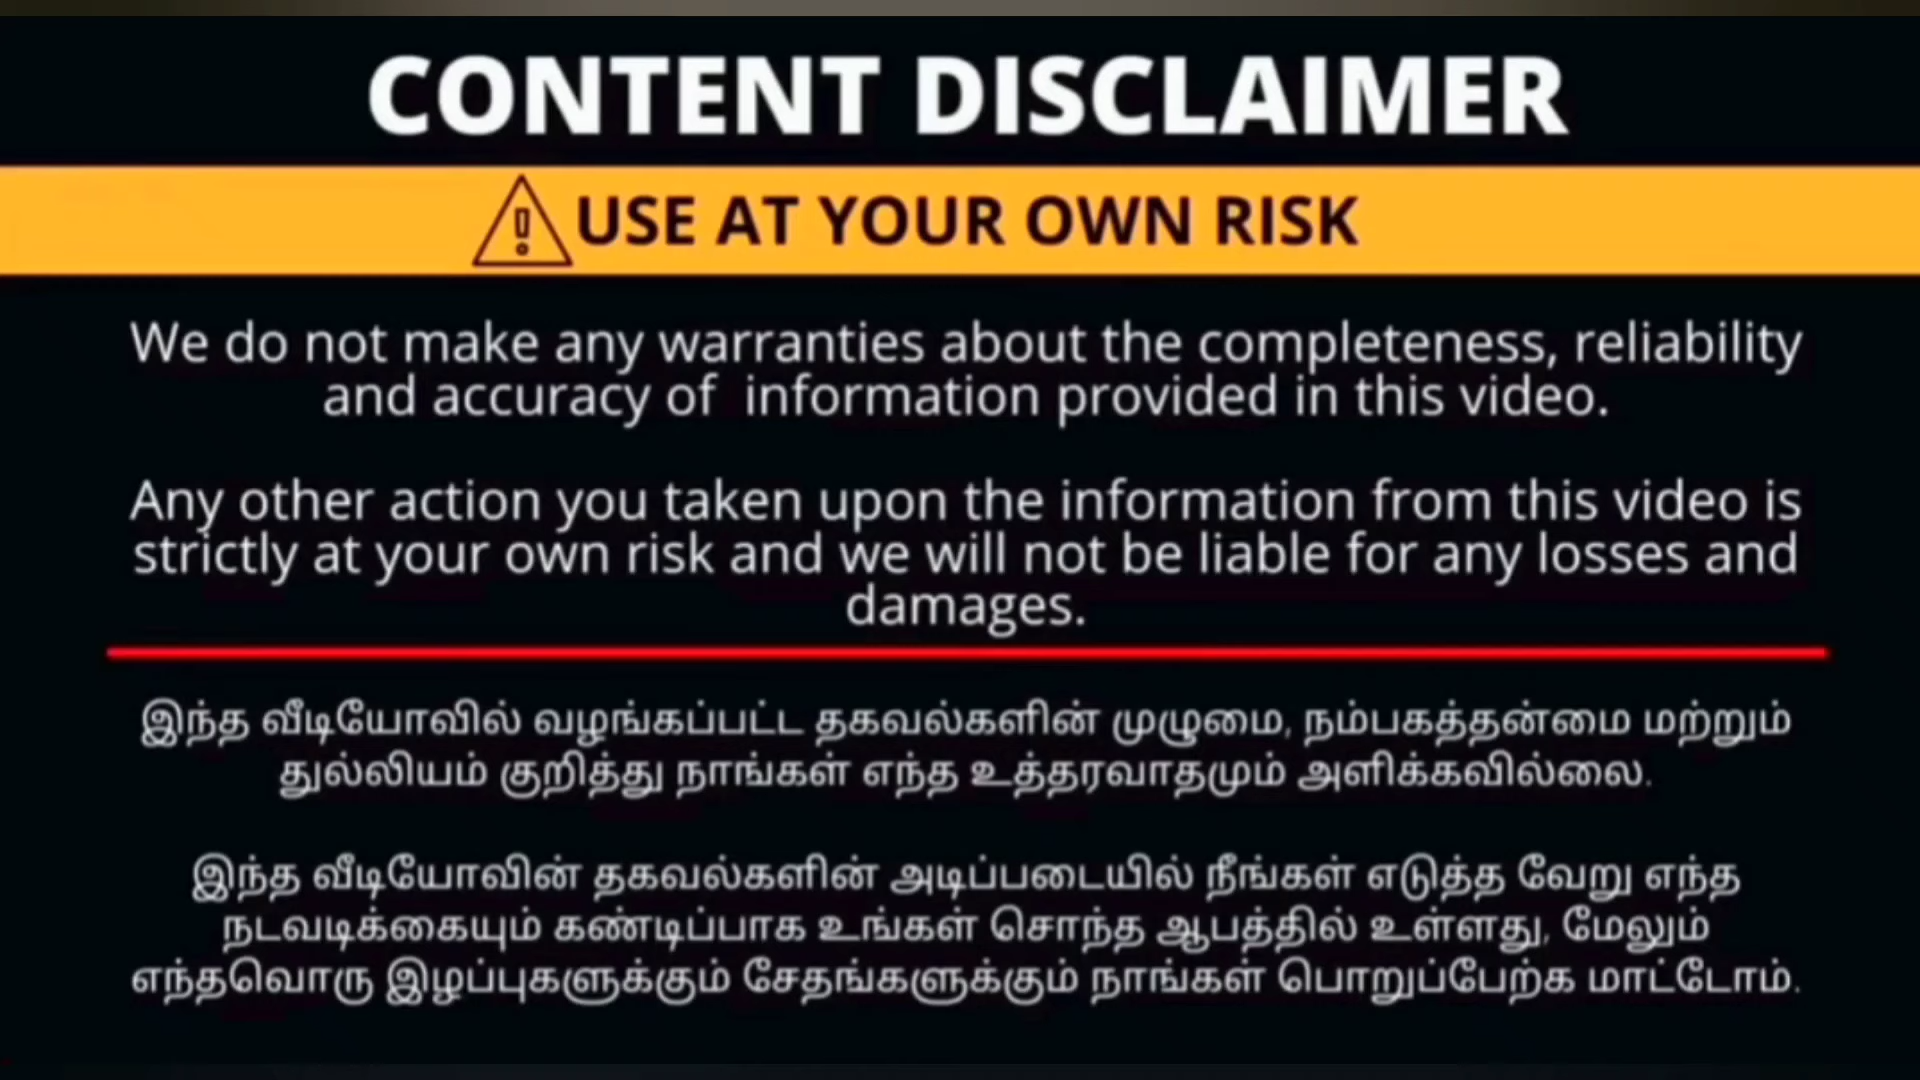 CONTENT DISCLAIMER
USE AT YOUR OWN RISK
We do not make any warranties about the completeness, reliability
and accuracy of information provided in this video.
Any other action you taken upon the information from this video is
strictly at your own risk and we will not be liable for any losses and
damages.
இந்த வீடியோவில் வழங்கப்பட்ட தகவல்களின் முழுமை, நம்பகத்தன்மை மற்றும்
துல்லியம் குறித்து நாங்கள் எந்த உத்தரவாதமும் அளிக்கவில்லை.
இந்த வீடியோவின் தகவல்களின் அடிப்படையில் நீங்கள் எடுத்த வேறு எந்த
நடவடிக்கையும் கண்டிப்பாக உங்கள் சொந்த ஆபத்தில் உள்ளது, மேலும்
எந்தவொரு இழப்புகளுக்கும் சேதங்களுக்கும் நாங்கள் பொறுப்பேற்க மாட்டோம்.